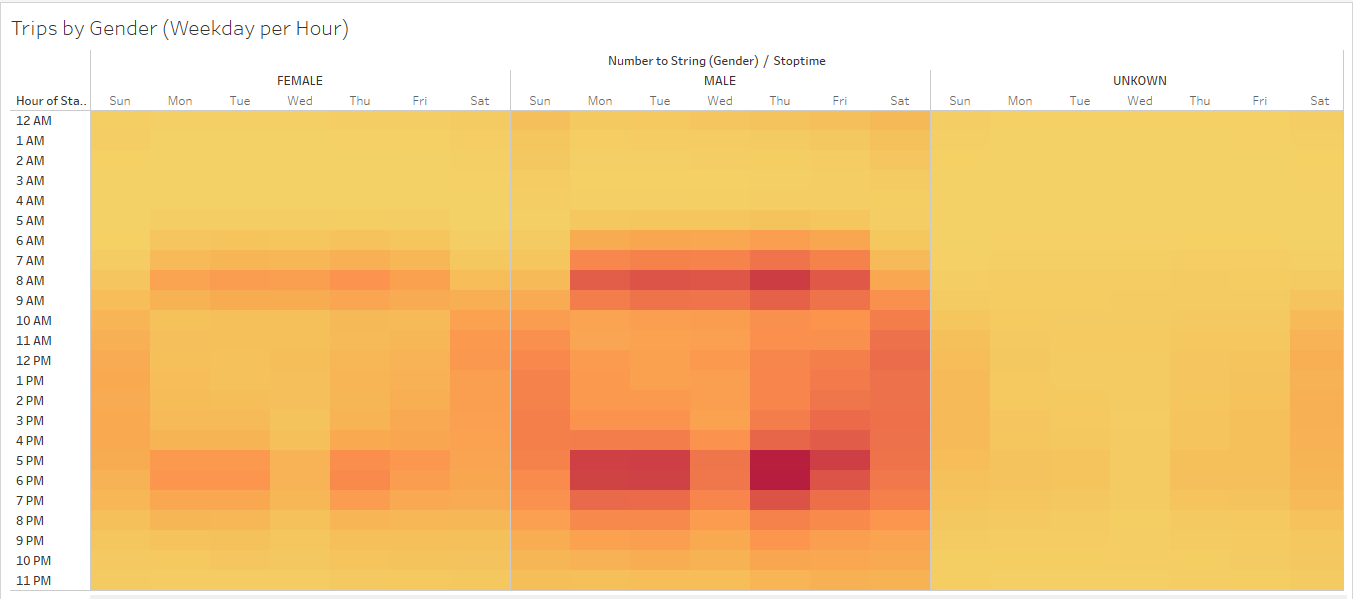 Trips by Gender (Weekday per Hour)
Number to String (Gender) / Stoptime
FEMALE MALE UNKOWN
Hour of Sta.. Sun Mon Tue Wed Thu Fri Sat Sun Mon Tue Wed Thu Fri Sat Sun Mon Tue Wed Thu Fri Sat
12 AM
1 AM
2 AM
3 AM
4 AM
5 AM
6 AM
7 AM
8 AM
9 AM
10 AM
11 AM
12 PM
1 PM
2 PM
3 PM
4 PM
5 PM
6 PM
7 PM
8 PM
9 PM
10 PM
11 PM